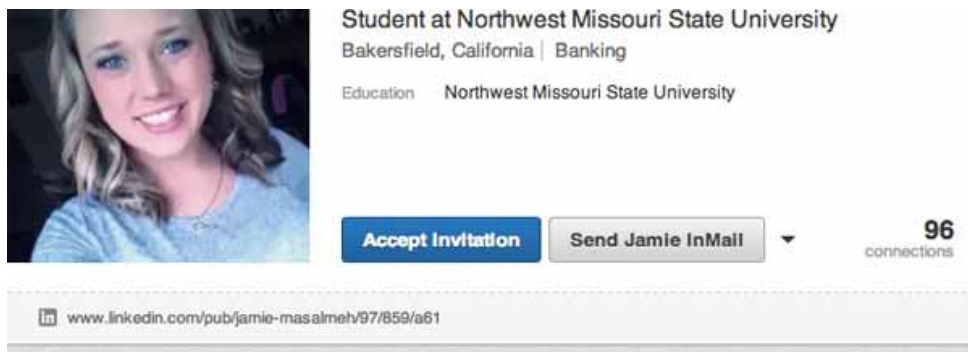 Student at Northwest Missouri State University
Bakersfield, California | Banking
Education Northwest Missouri State University
Accept Invitation Send Jamie InMail 96
connections
in www.linkedin.com/pub/jamie-masalmeh/97/859/a61